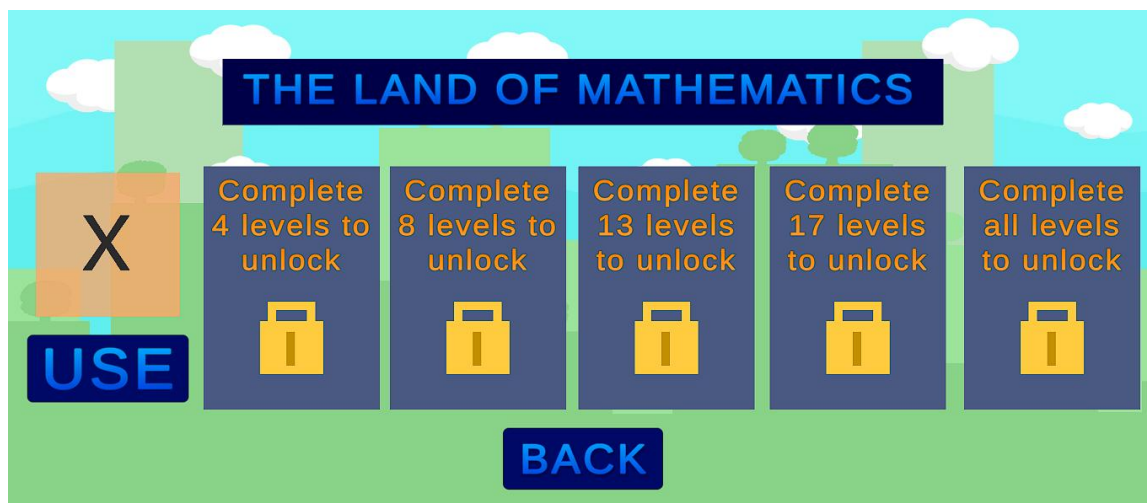 THE LAND OF MATHEMATICS
X
USE
Complete
4 levels to
unlock
Complete
8 levels to
unlock
Complete
13 levels
to unlock
Complete
17 levels
to unlock
Complete
all levels
to unlock
BACK